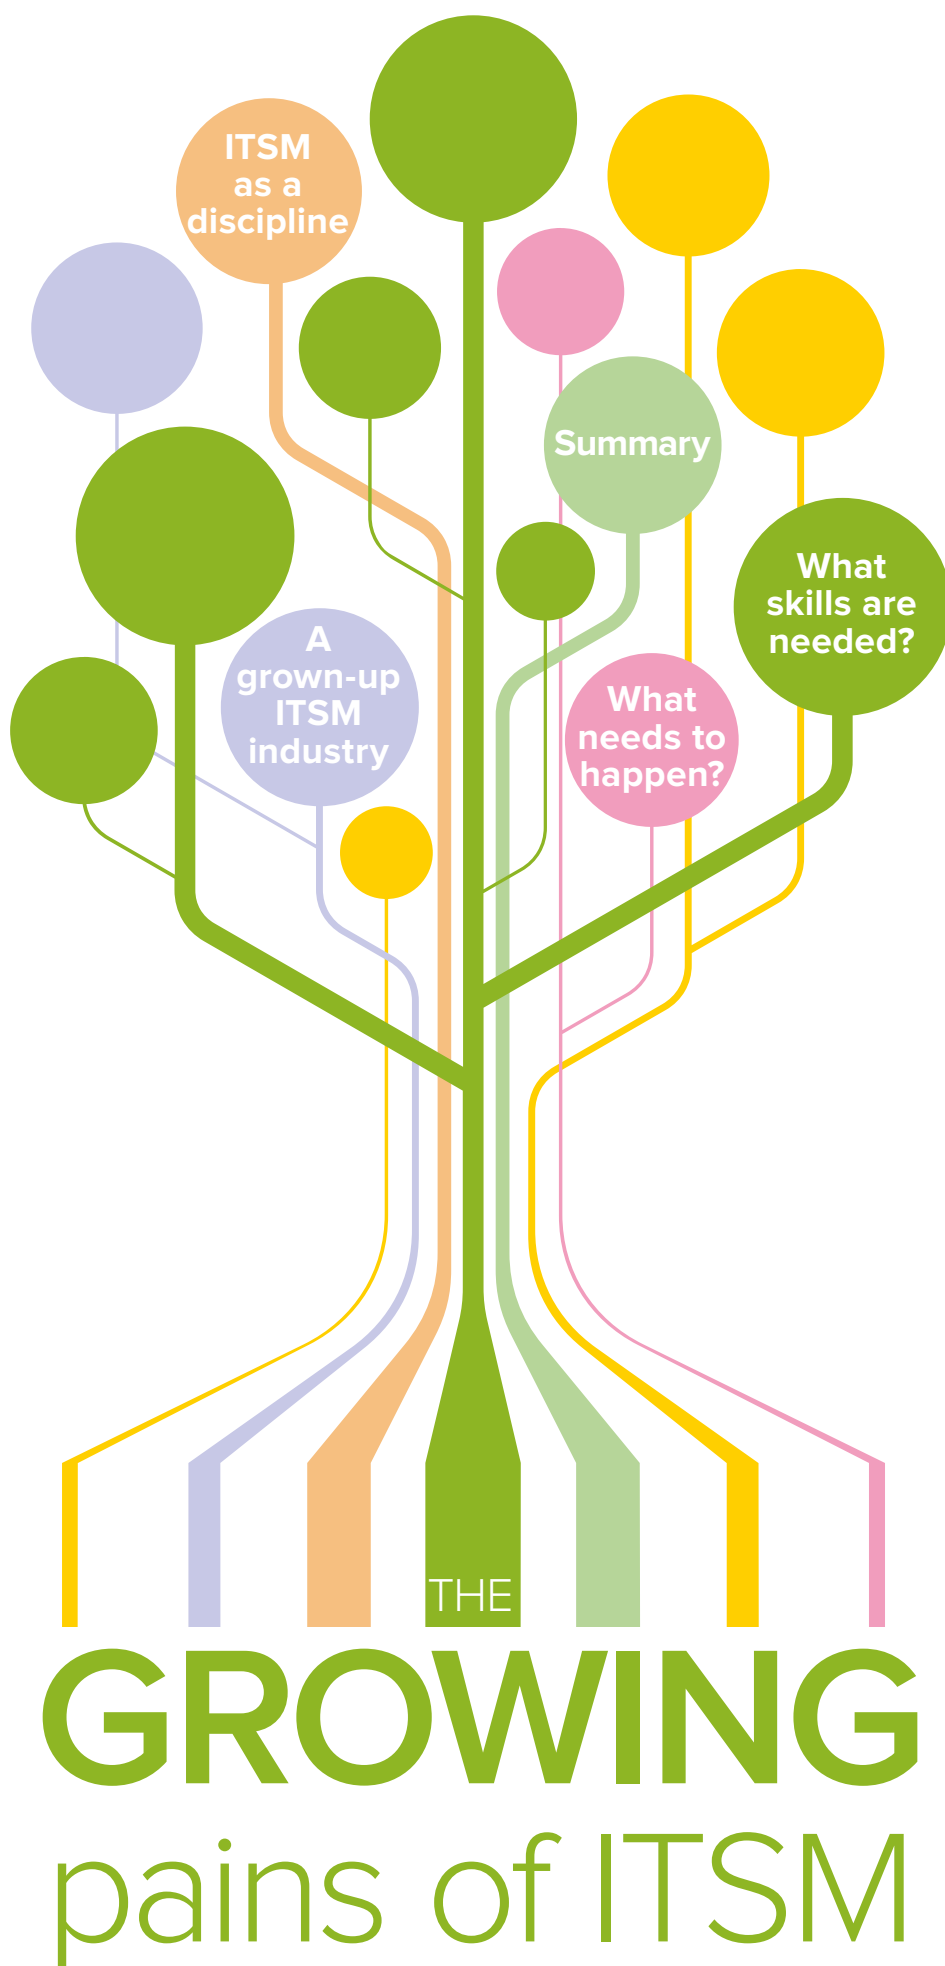 ITSM
as a
discipline
Summary
What
skills are
needed?
A
grown-up
ITSM
industry
What
needs to
happen?
THE
GROWING
pains of ITSM